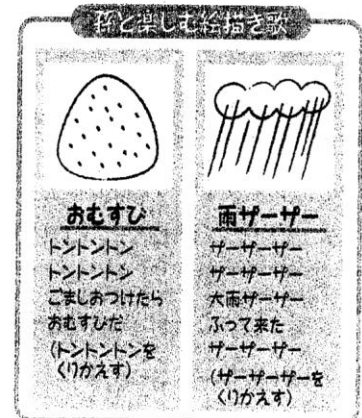 枠と楽しむ絵描き歌
おむすび
トントントン
トントントン
ごましおつけたら
おむすびだ
(トントントンを
くりかえす)
雨ザーザー
ザーザーザー
ザーザーザー
大雨ザーザー
ふって来た
ザーザーザー
(ザーザーザーを
くりかえす)